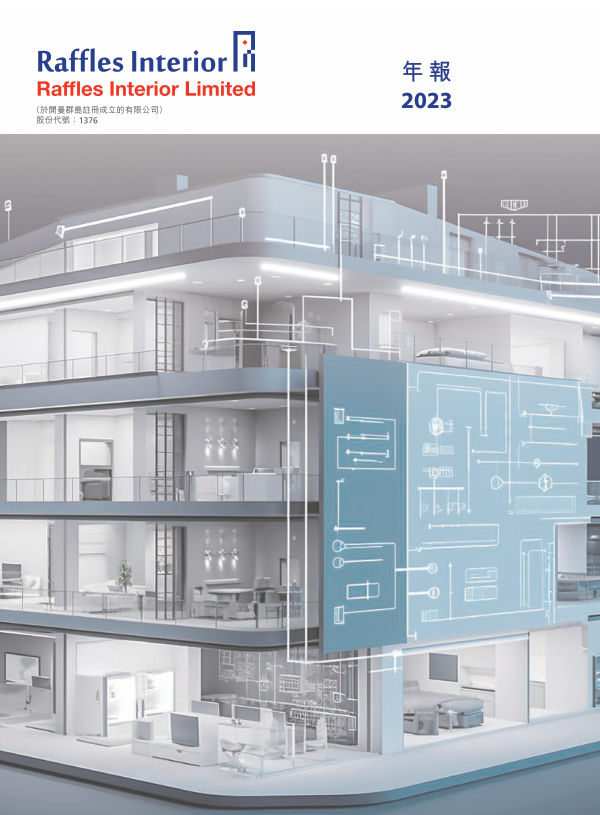 Raffles Interior
Raffles Interior Limited
(於開曼群島註冊成立的有限公司)
股份代號：1376
年報
2023